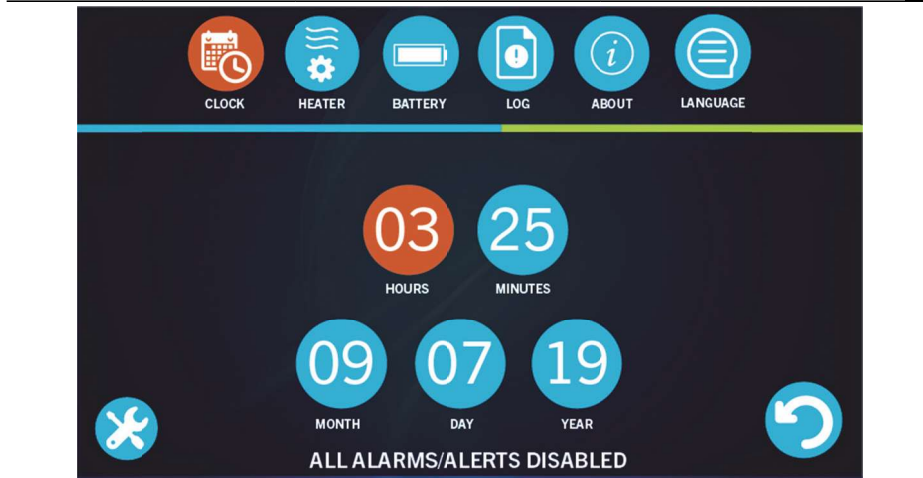 CLOCK HEATER BATTERY LOG ABOUT LANGUAGE
03 25
HOURS MINUTES
09 07 19
MONTH DAY YEAR
ALL ALARMS/ALERTS DISABLED